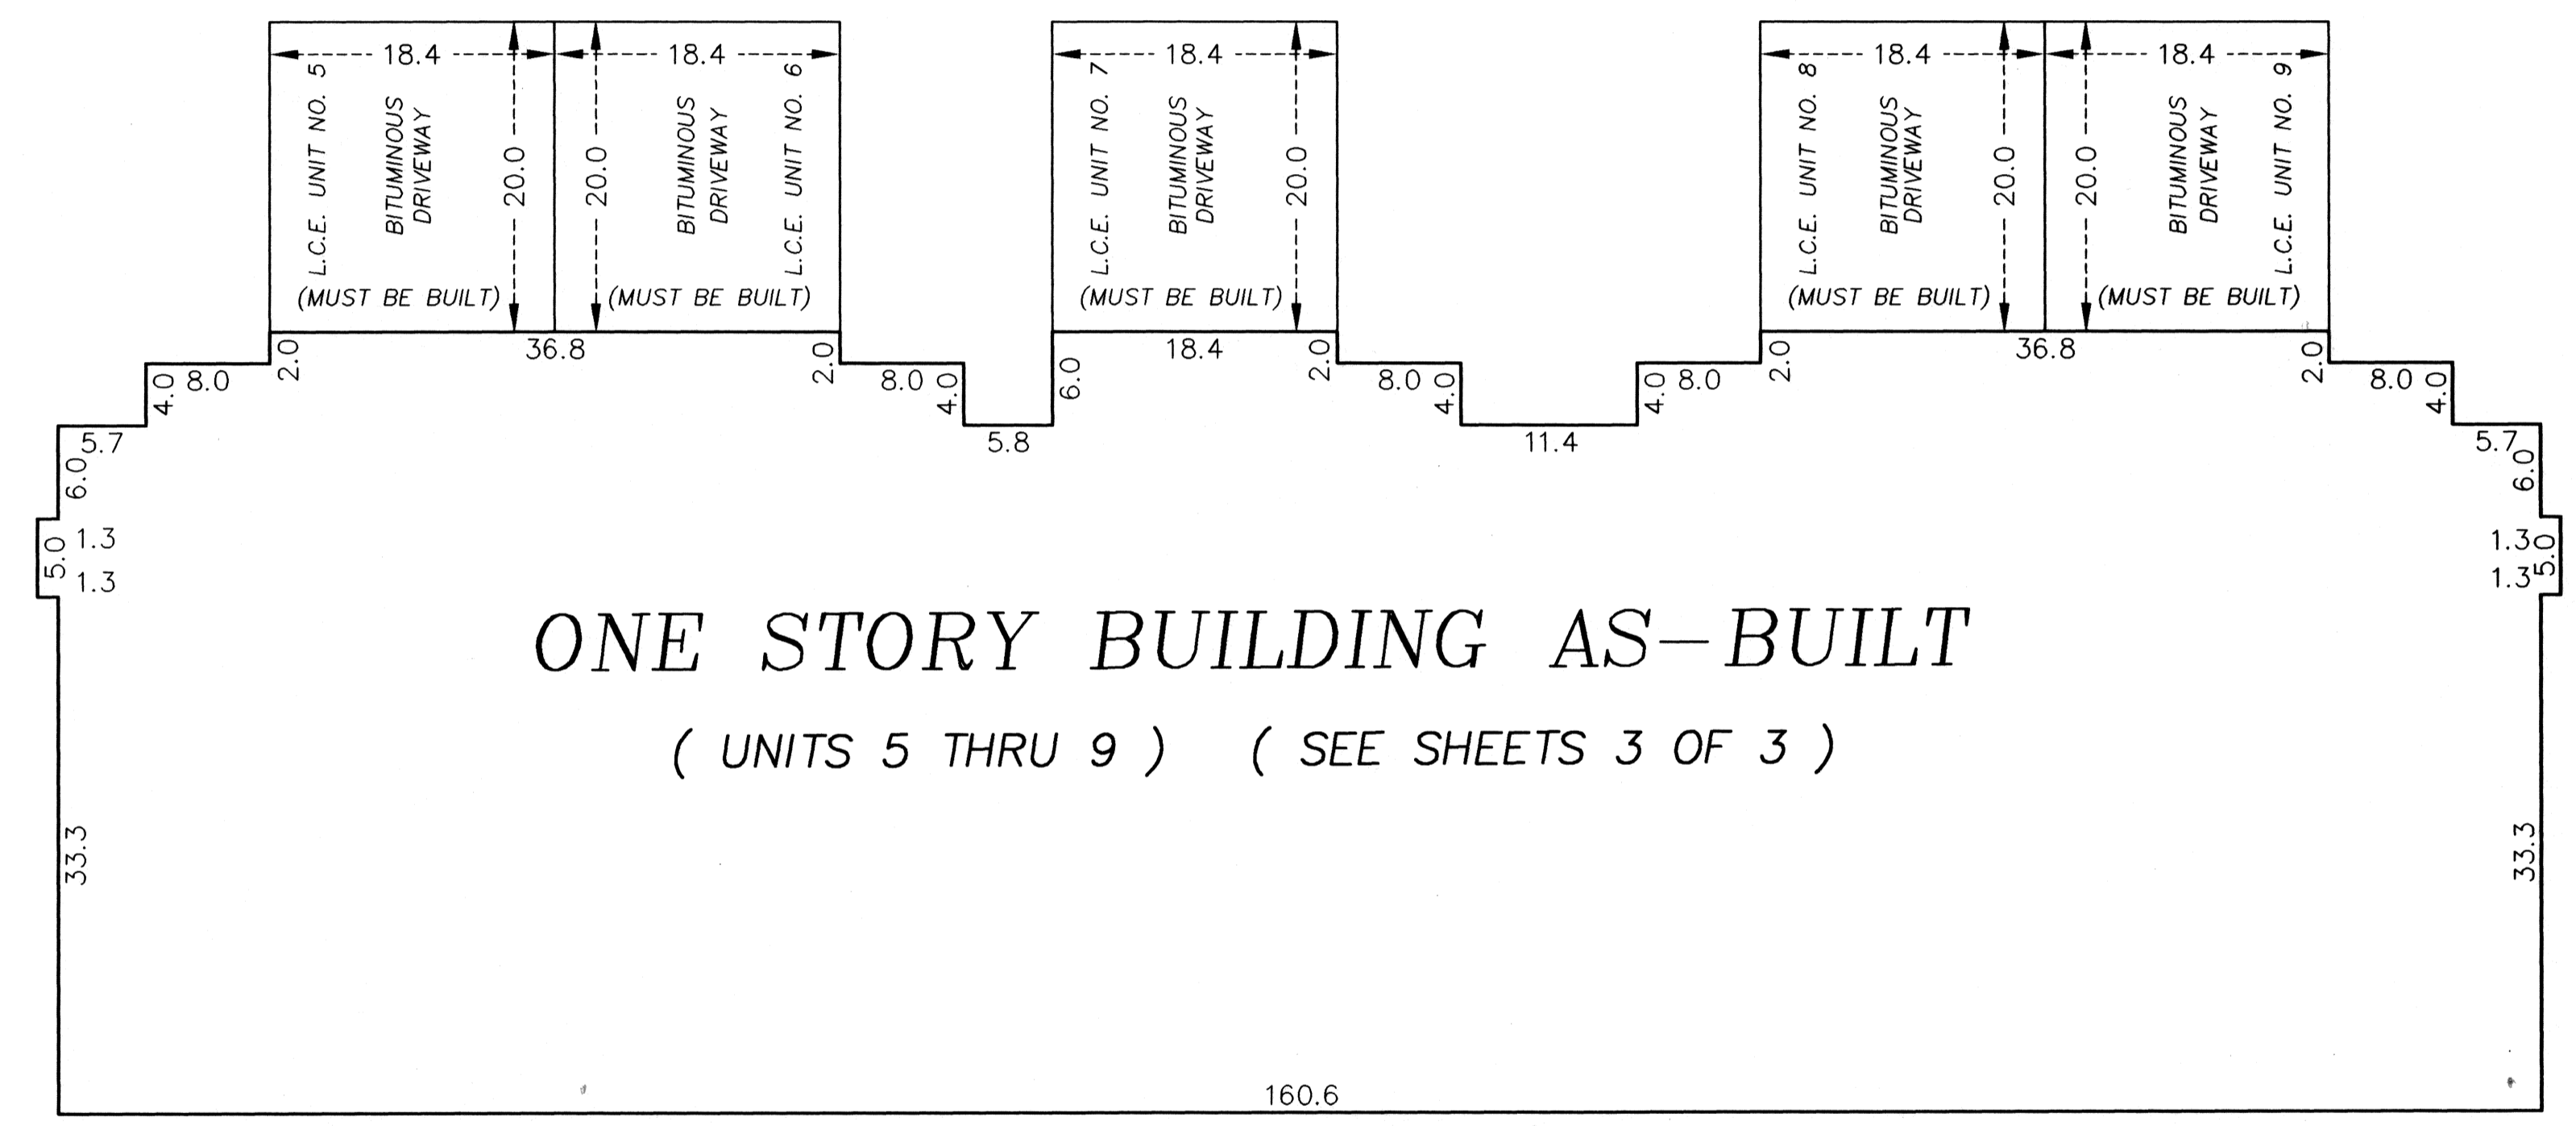 18.4 18.4 18.4 18.4 18.4
L.C.E. UNIT NO. 5
BITUMINOUS
DRIVEWAY
20.0
(MUST BE BUILT)
20.0
BITUMINOUS
DRIVEWAY
L.C.E. UNIT NO. 6
(MUST BE BUILT)
L.C.E. UNIT NO. 7
BITUMINOUS
DRIVEWAY
20.0
(MUST BE BUILT)
L.C.E. UNIT NO. 8
BITUMINOUS
DRIVEWAY
20.0
(MUST BE BUILT)
20.0
BITUMINOUS
DRIVEWAY
L.C.E. UNIT NO. 9
(MUST BE BUILT)
2.0 36.8 2.0 6.0 18.4 2.0 2.0 36.8 2.0
4.0 8.0 8.0 4.0 8.0 4.0 4.0 8.0 8.0 4.0
5.7 5.8 11.4 5.7
6.0 6.0
5.0 1.3 1.3 5.0
1.3 1.3
ONE STORY BUILDING AS-BUILT
( UNITS 5 THRU 9 ) ( SEE SHEETS 3 OF 3 )
33.3 33.3
160.6